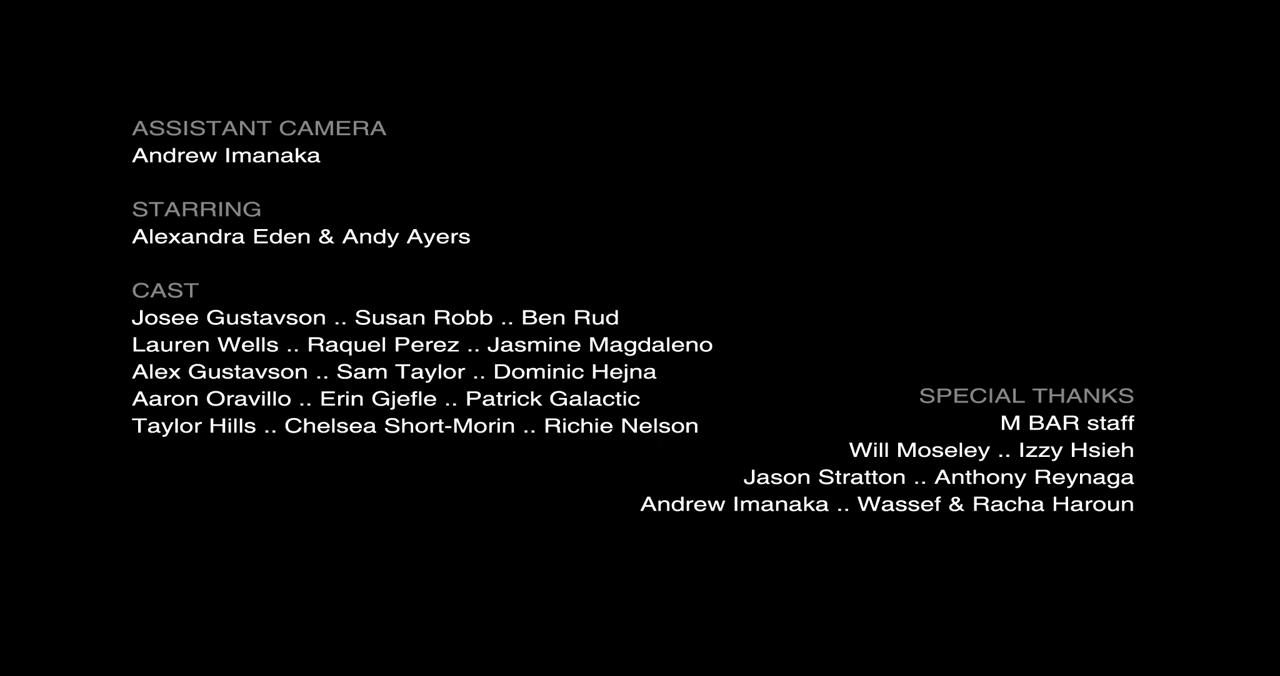 ASSISTANT CAMERA
Andrew Imanaka
STARRING
Alexandra Eden & Andy Ayers
CAST
Josee Gustavson .. Susan Robb .. Ben Rud
Lauren Wells .. Raquel Perez .. Jasmine Magdaleno
Alex Gustavson .. Sam Taylor .. Dominic Hejna
Aaron Oravillo .. Erin Gjefle .. Patrick Galactic
Taylor Hills .. Chelsea Short-Morin .. Richie Nelson
SPECIAL THANKS
M BAR staff
Will Moseley .. Izzy Hsieh
Jason Stratton .. Anthony Reynaga
Andrew Imanaka .. Wassef & Racha Haroun